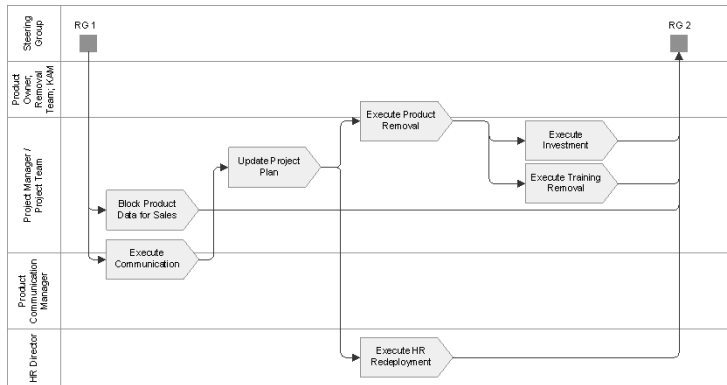 Steering
Group
RG 1
RG 2
Product
Owner;
Removal
Team; KAM
Execute Product
Removal
Project Manager /
Project Team
Execute
Investment
Update Project
Plan
Execute Training
Removal
Block Product
Data for Sales
Execute
Communication
Product
Communication
Manager
HR Director
Execute HR
Redeployment